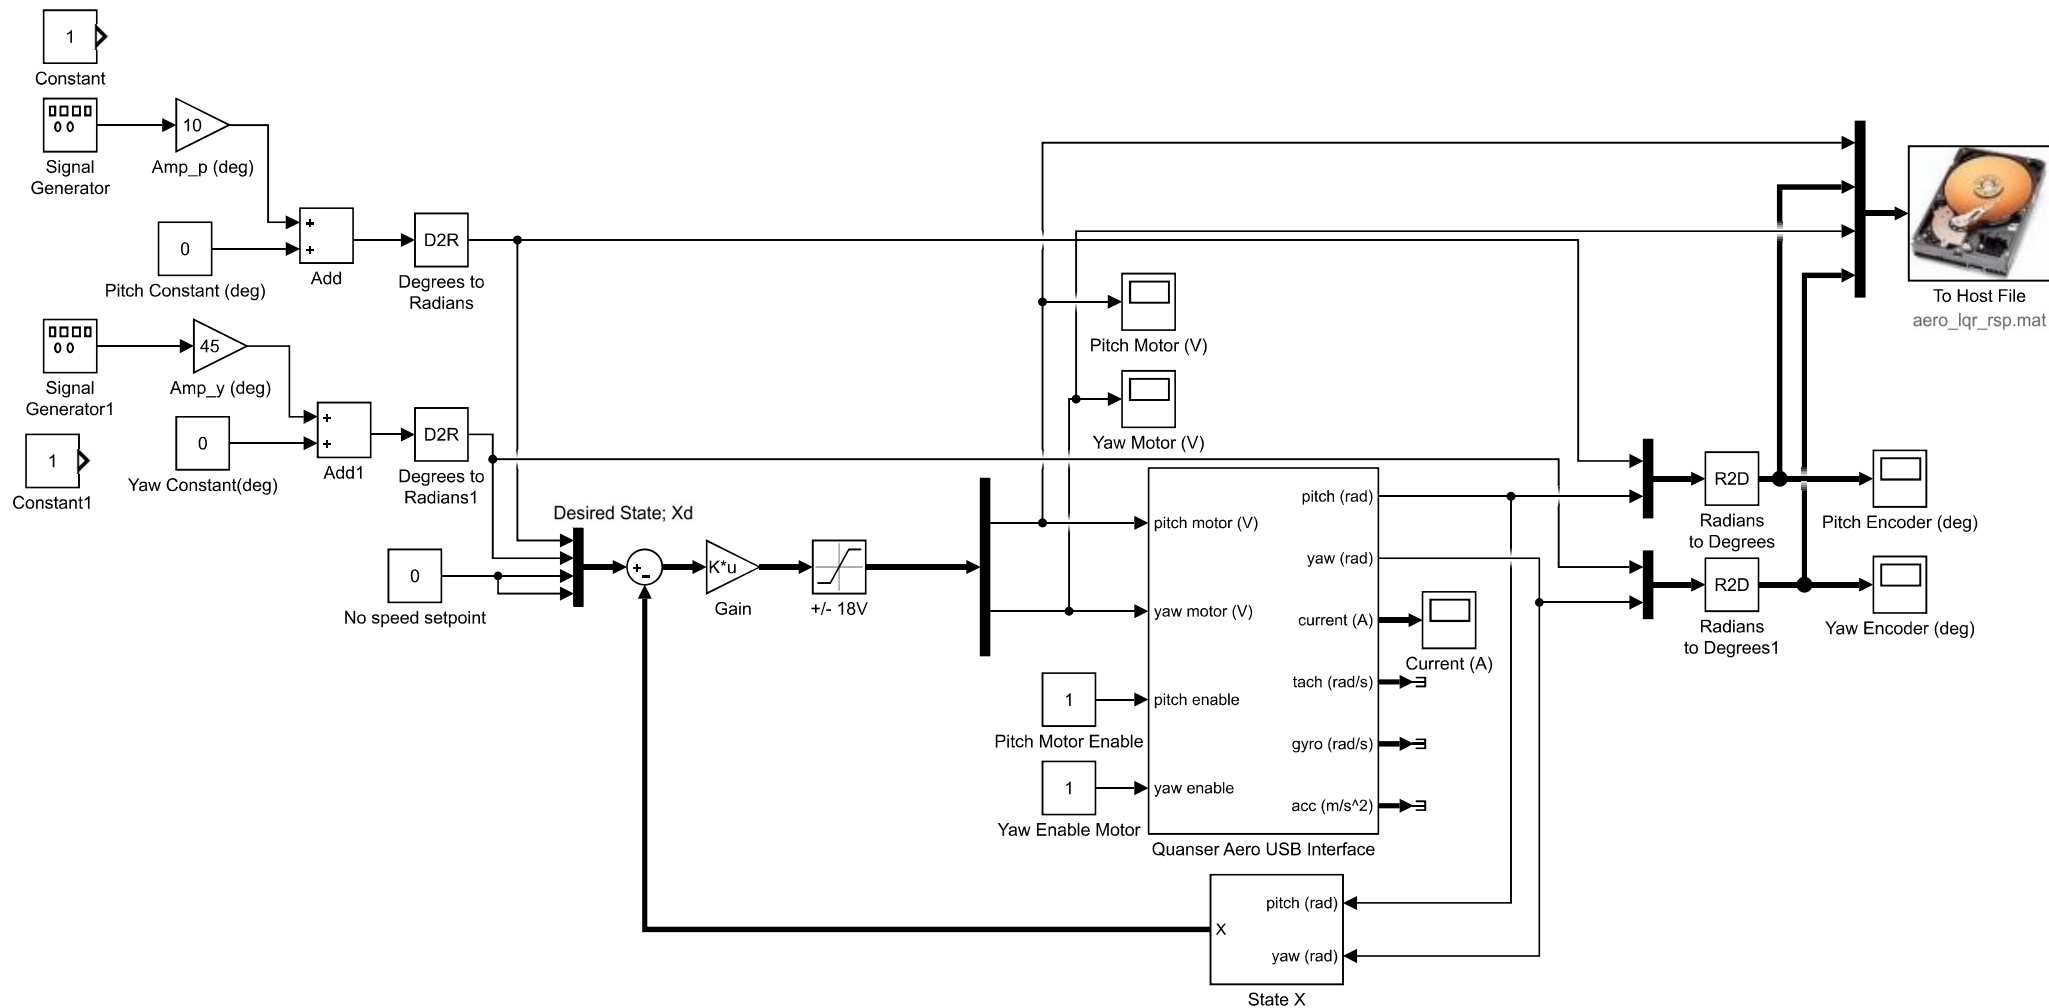 1
Constant
Signal
Generator
10
Amp_p (deg)
0
Pitch Constant (deg)
+
+
Add
D2R
Degrees to
Radians
Signal
Generator1
45
Amp_y (deg)
0
Yaw Constant(deg)
1
Constant1
+
+
Add1
D2R
Degrees to
Radians1
Desired State; Xd
0
No speed setpoint
+
-
K*u
Gain
+/- 18V
Pitch Motor (V)
Yaw Motor (V)
pitch motor (V)
yaw motor (V)
pitch enable
yaw enable
pitch (rad)
yaw (rad)
current (A)
tach (rad/s)
gyro (rad/s)
acc (m/s^2)
Quanser Aero USB Interface
1
Pitch Motor Enable
1
Yaw Enable Motor
Current (A)
X
pitch (rad)
yaw (rad)
State X
R2D
Radians
to Degrees
Pitch Encoder (deg)
R2D
Radians
to Degrees1
Yaw Encoder (deg)
To Host File
aero_lqr_rsp.mat